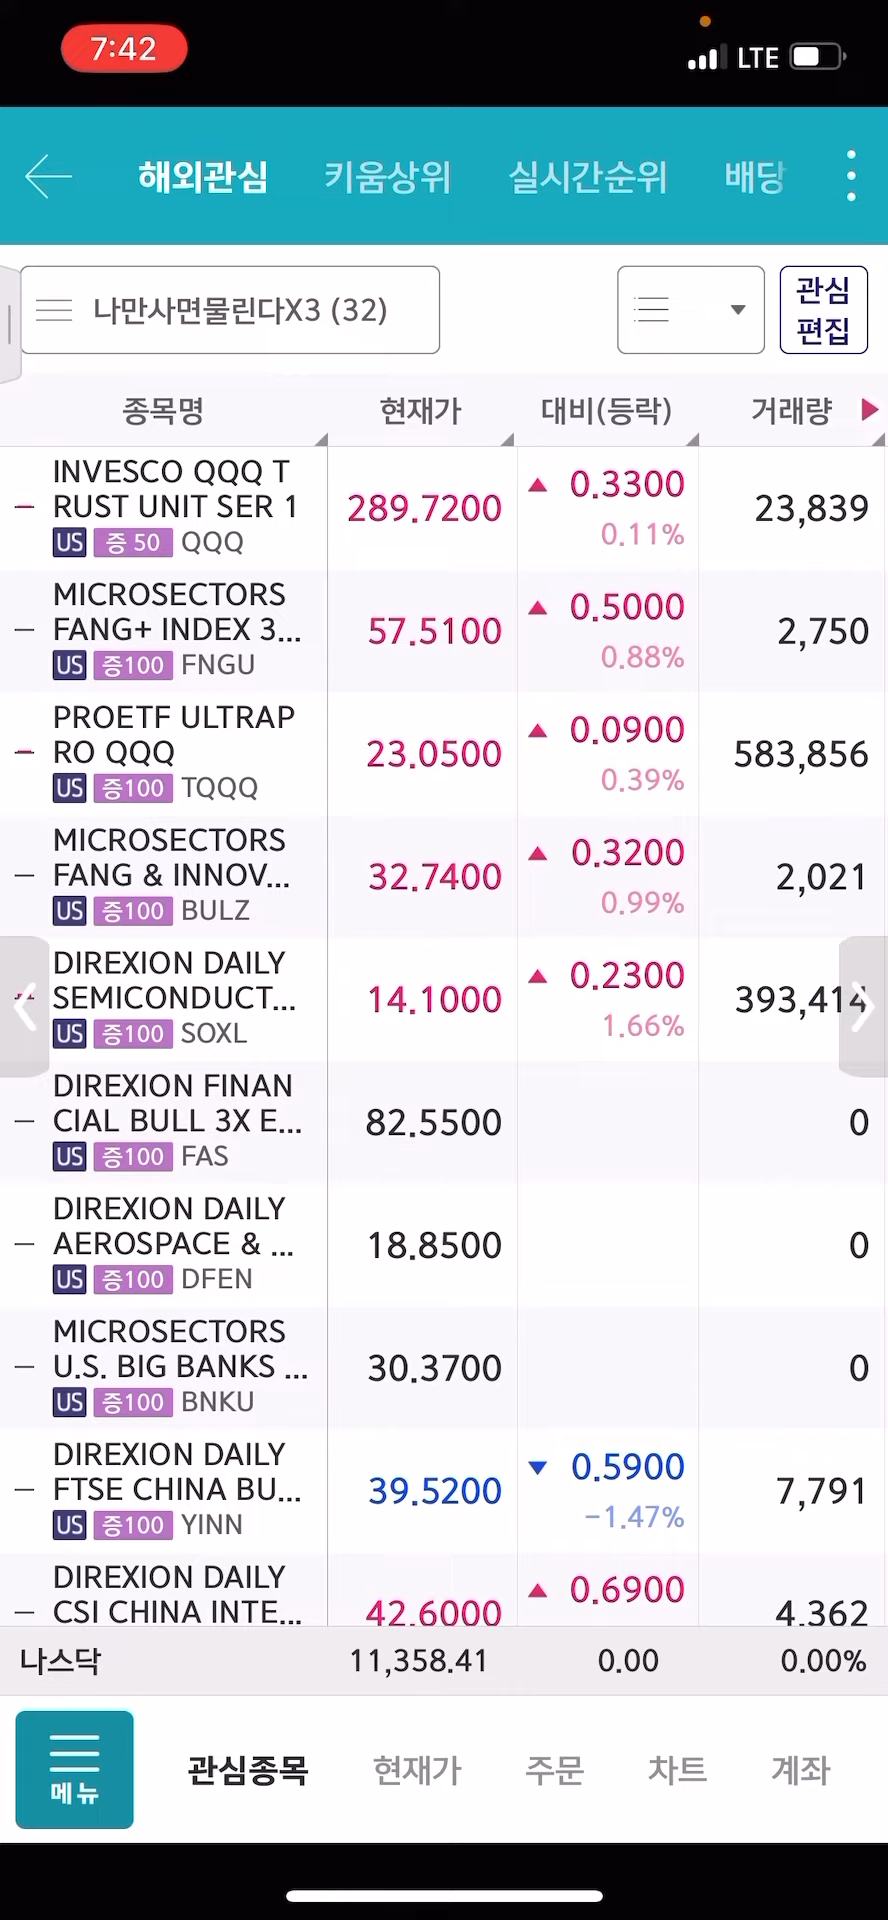 7:42 LTE
해외관심 키움상위 실시간순위 배당
나만사면물린다X3 (32)
관심
편집
종목명 현재가 대비(등락) 거래량
INVESCO QQQ T
RUST UNIT SER 1
US 증 50 QQQ
289.7200
0.3300
0.11%
23,839
MICROSECTORS
FANG+ INDEX 3...
US 증100 FNGU
57.5100
0.5000
0.88%
2,750
PROETF ULTRAP
RO QQQ
US 증100 TQQQ
23.0500
0.0900
0.39%
583,856
MICROSECTORS
FANG & INNOV...
US 증100 BULZ
32.7400
0.3200
0.99%
2,021
DIREXION DAILY
SEMICONDUCT...
US 증100 SOXL
14.1000
0.2300
1.66%
393,414
DIREXION FINAN
CIAL BULL 3X E...
US 증100 FAS
82.5500
0
DIREXION DAILY
AEROSPACE & ...
US 증100 DFEN
18.8500
0
MICROSECTORS
U.S. BIG BANKS ...
US 증100 BNKU
30.3700
0
DIREXION DAILY
FTSE CHINA BU...
US 증100 YINN
39.5200
0.5900
-1.47%
7,791
DIREXION DAILY
CSI CHINA INTE...
42.6000
0.6900
4,362
나스닥 11,358.41 0.00 0.00%
메뉴
관심종목 현재가 주문 차트 계좌